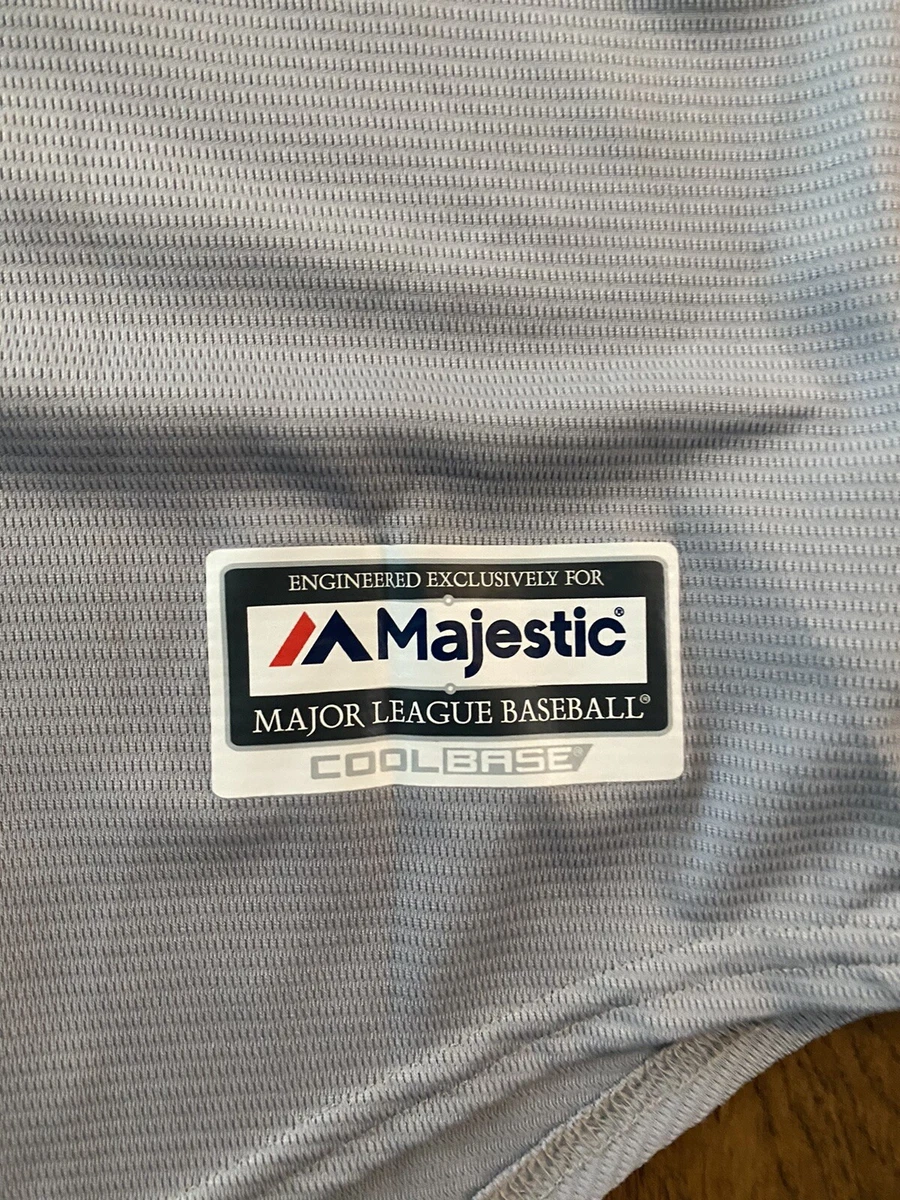 ENGINEERED EXCLUSIVELY FOR
Majestic®
MAJOR LEAGUE BASEBALL®
COOLBASE®